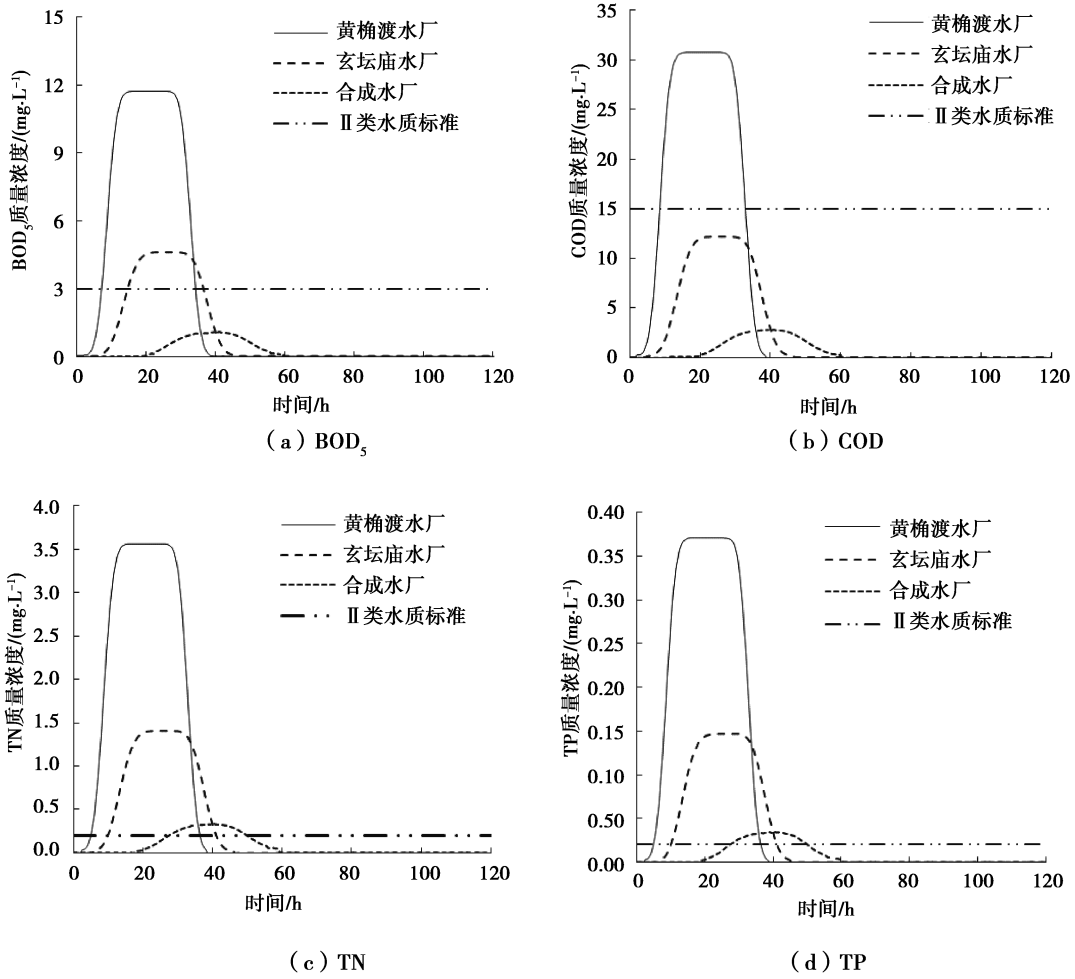 15
12
9
6
3
0
BOD₅质量浓度/(mg·L⁻¹)
黄桷渡水厂
玄坛庙水厂
合成水厂
Ⅱ类水质标准
0 20 40 60 80 100 120
时间/h
(a) BOD₅
35
30
25
20
15
10
5
0
COD质量浓度/(mg·L⁻¹)
黄桷渡水厂
玄坛庙水厂
合成水厂
Ⅱ类水质标准
0 20 40 60 80 100 120
时间/h
(b) COD
4.0
3.5
3.0
2.5
2.0
1.5
1.0
0.5
0.0
TN质量浓度/(mg·L⁻¹)
黄桷渡水厂
玄坛庙水厂
合成水厂
Ⅱ类水质标准
0 20 40 60 80 100 120
时间/h
(c) TN
0.40
0.35
0.30
0.25
0.20
0.15
0.10
0.50
0.00
TP质量浓度/(mg·L⁻¹)
黄桷渡水厂
玄坛庙水厂
合成水厂
Ⅱ类水质标准
0 20 40 60 80 100 120
时间/h
(d) TP